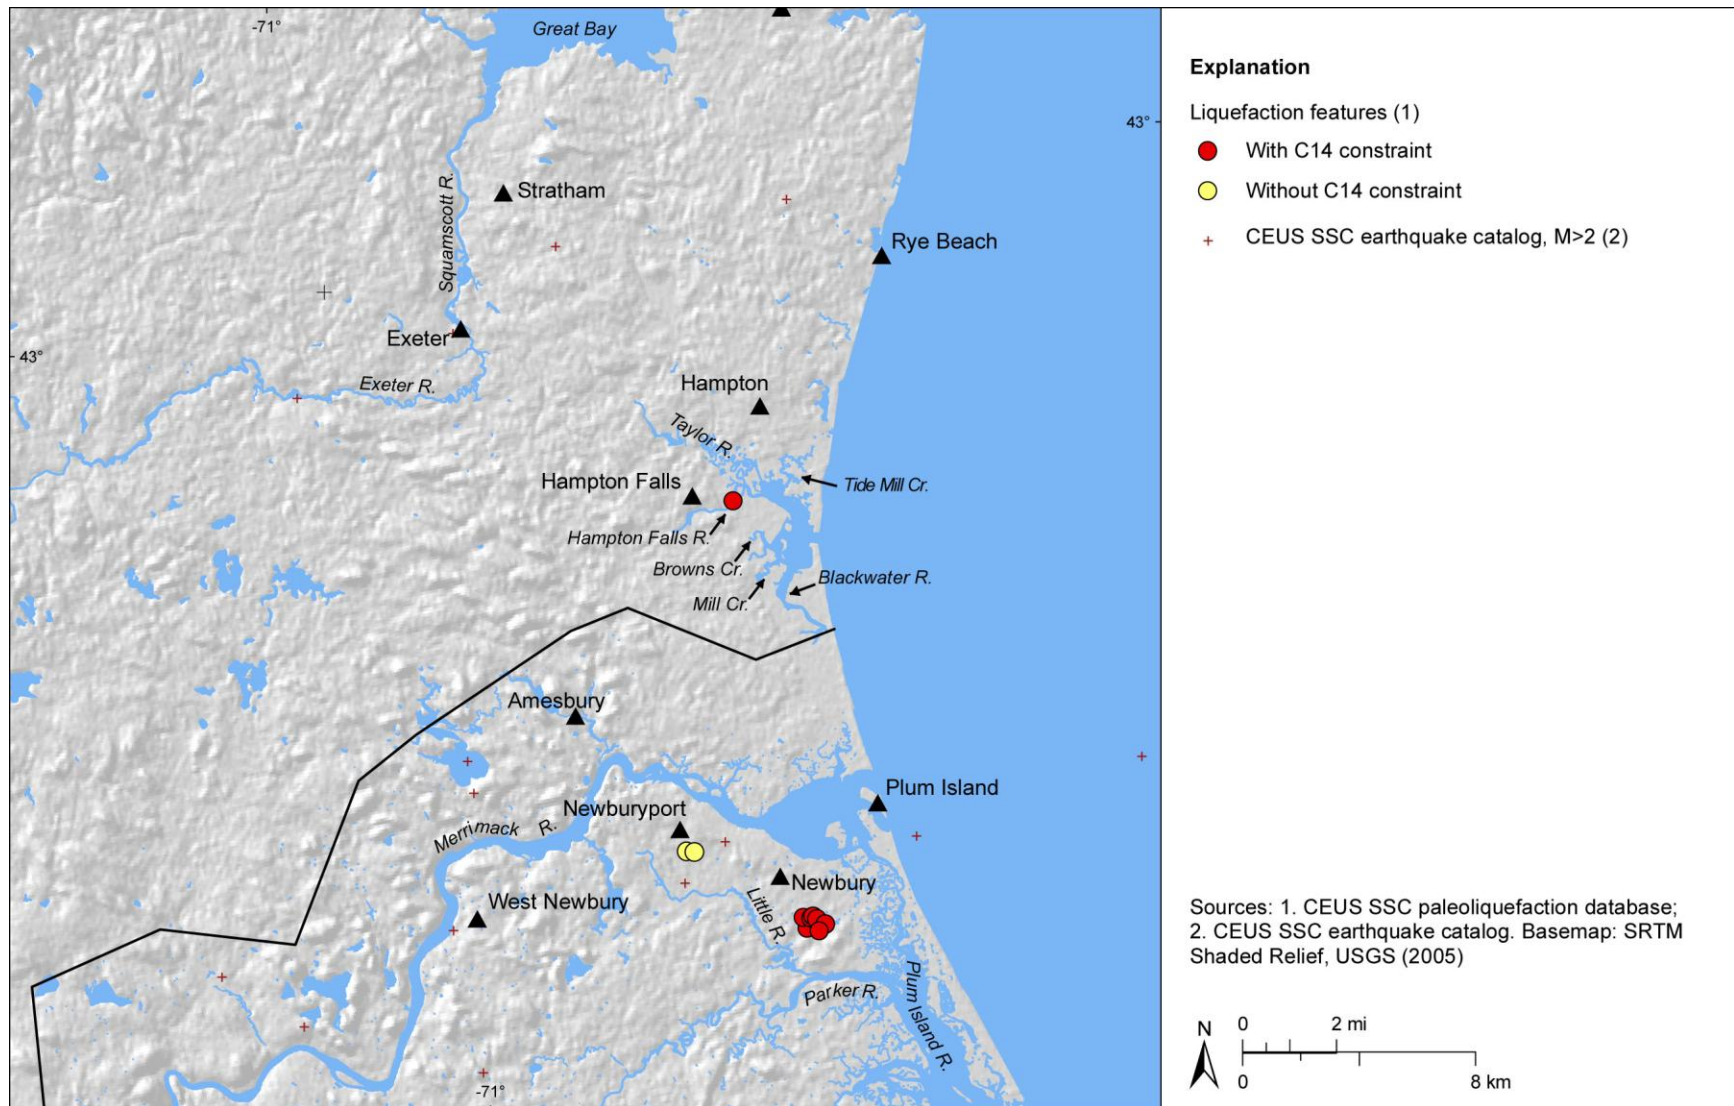 -71°
Great Bay
43°
Squamscott R.
Stratham
Rye Beach
Exeter
43°
Exeter R.
Hampton
Taylor R.
Hampton Falls
Tide Mill Cr.
Hampton Falls R.
Browns Cr.
Blackwater R.
Mill Cr.
Amesbury
Plum Island
Newburyport
Merrimack R.
Newbury
West Newbury
Little R.
Parker R.
Plum Island R.
-71°
Explanation
Liquefaction features (1)
With C14 constraint
Without C14 constraint
CEUS SSC earthquake catalog, M>2 (2)
Sources: 1. CEUS SSC paleoliquefaction database;
2. CEUS SSC earthquake catalog. Basemap: SRTM
Shaded Relief, USGS (2005)
N
0 2 mi
0 8 km